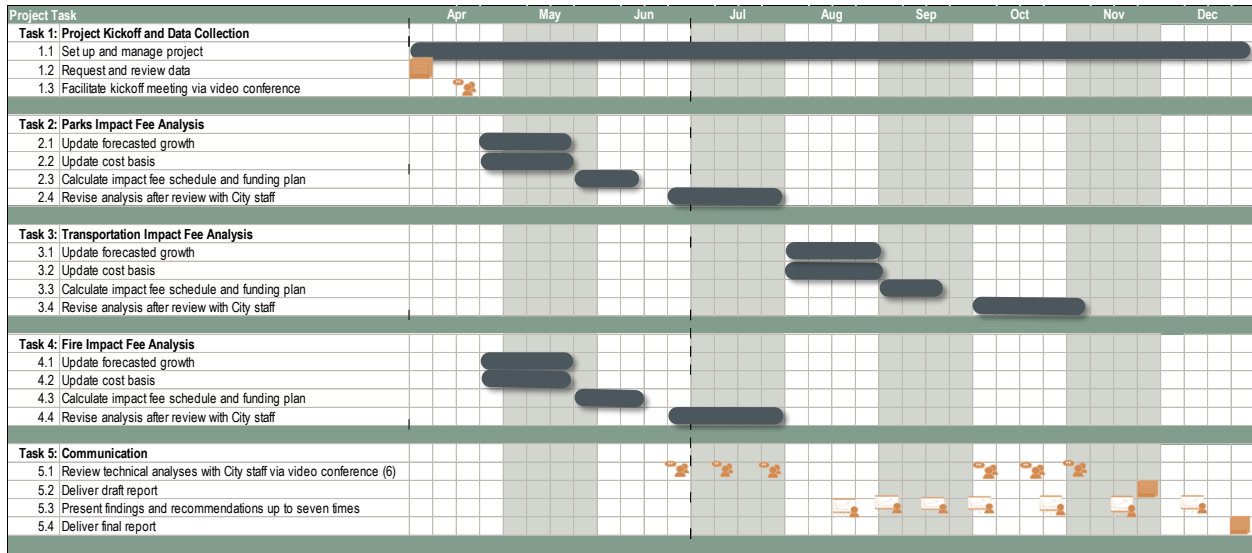 Project Task Apr May Jun Jul Aug Sep Oct Nov Dec
Task 1: Project Kickoff and Data Collection
1.1 Set up and manage project
1.2 Request and review data
1.3 Facilitate kickoff meeting via video conference
Task 2: Parks Impact Fee Analysis
2.1 Update forecasted growth
2.2 Update cost basis
2.3 Calculate impact fee schedule and funding plan
2.4 Revise analysis after review with City staff
Task 3: Transportation Impact Fee Analysis
3.1 Update forecasted growth
3.2 Update cost basis
3.3 Calculate impact fee schedule and funding plan
3.4 Revise analysis after review with City staff
Task 4: Fire Impact Fee Analysis
4.1 Update forecasted growth
4.2 Update cost basis
4.3 Calculate impact fee schedule and funding plan
4.4 Revise analysis after review with City staff
Task 5: Communication
5.1 Review technical analyses with City staff via video conference (6)
5.2 Deliver draft report
5.3 Present findings and recommendations up to seven times
5.4 Deliver final report